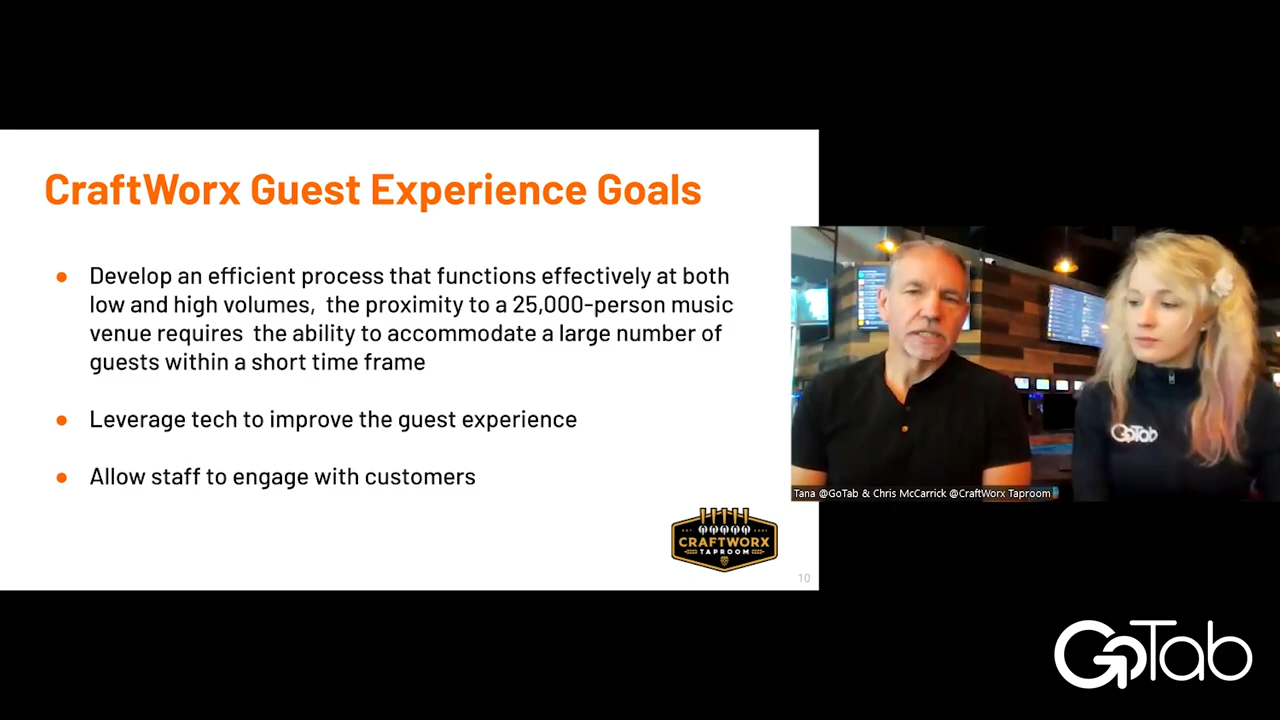 CraftWorx Guest Experience Goals
● Develop an efficient process that functions effectively at both
low and high volumes,  the proximity to a 25,000-person music
venue requires  the ability to accommodate a large number of
guests within a short time frame
● Leverage tech to improve the guest experience
● Allow staff to engage with customers
CRAFTWORX
TAPROOM
10
GoTab
Tana @GoTab & Chris McCarrick @CraftWorx Taproom
GoTab